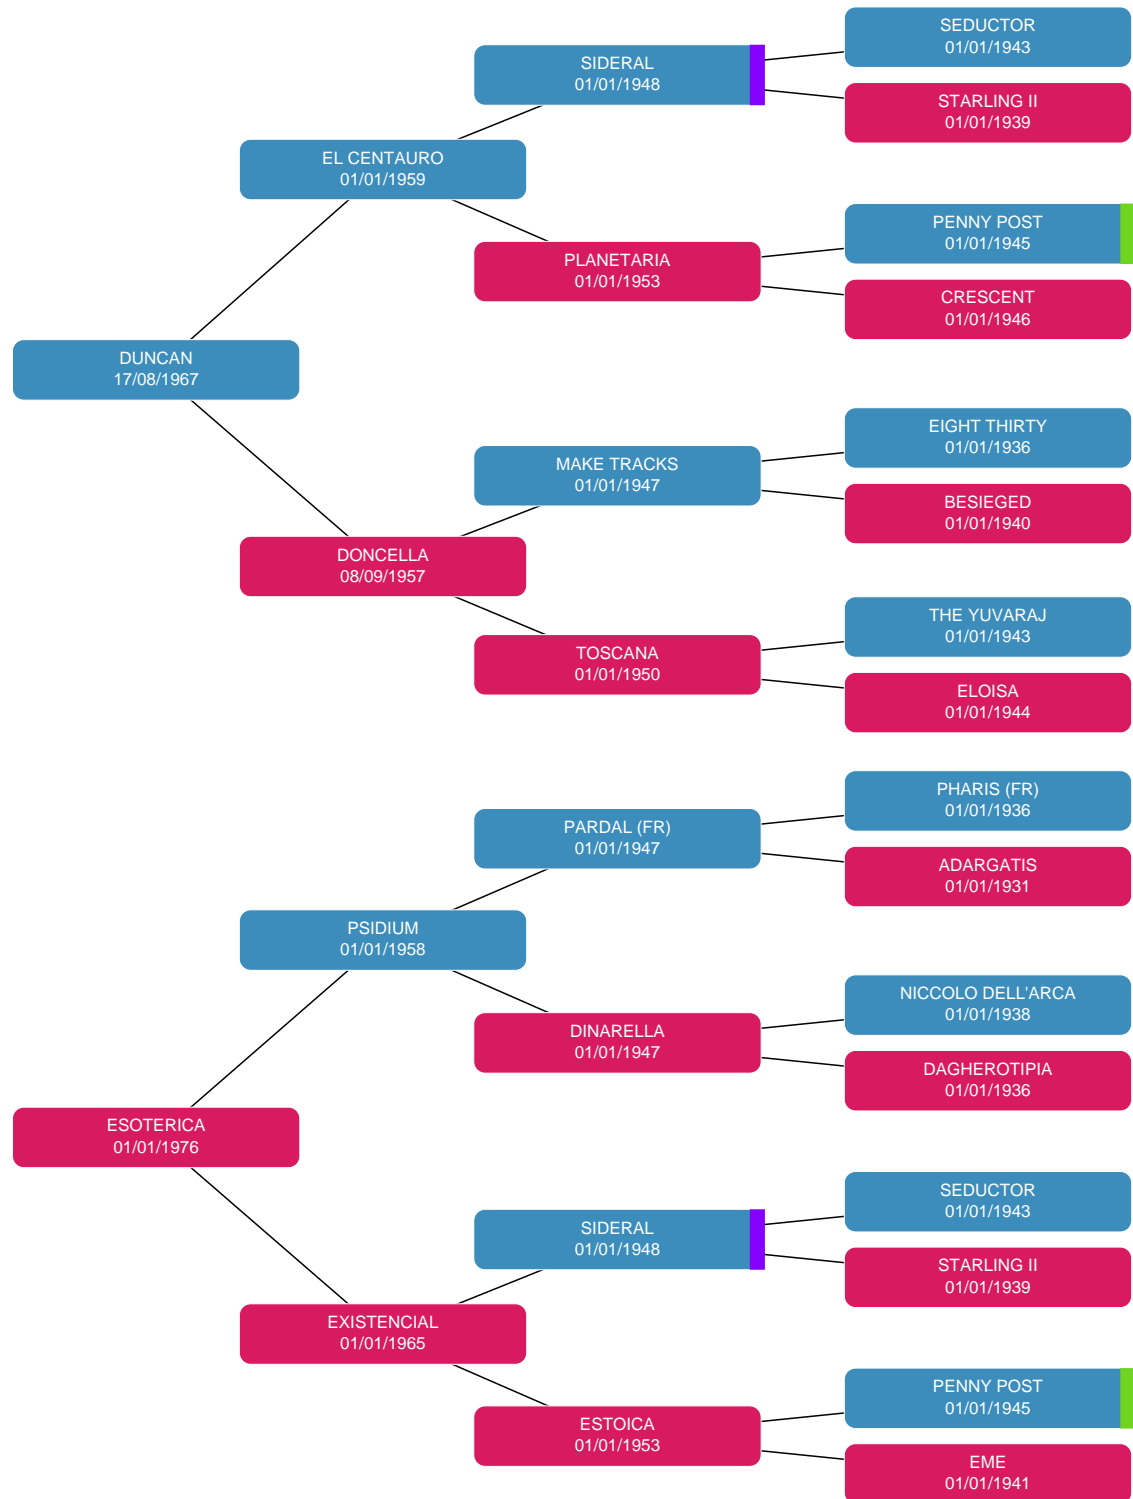 SEDUCTOR
01/01/1943
SIDERAL
01/01/1948
STARLING II
01/01/1939
EL CENTAURO
01/01/1959
PENNY POST
01/01/1945
PLANETARIA
01/01/1953
CRESCENT
01/01/1946
DUNCAN
17/08/1967
EIGHT THIRTY
01/01/1936
MAKE TRACKS
01/01/1947
BESIEGED
01/01/1940
DONCELLA
08/09/1957
THE YUVARAJ
01/01/1943
TOSCANA
01/01/1950
ELOISA
01/01/1944
PHARIS (FR)
01/01/1936
PARDAL (FR)
01/01/1947
ADARGATIS
01/01/1931
PSIDIUM
01/01/1958
NICCOLO DELL'ARCA
01/01/1938
DINARELLA
01/01/1947
DAGHEROTIPIA
01/01/1936
ESOTERICA
01/01/1976
SEDUCTOR
01/01/1943
SIDERAL
01/01/1948
STARLING II
01/01/1939
EXISTENCIAL
01/01/1965
PENNY POST
01/01/1945
ESTOICA
01/01/1953
EME
01/01/1941